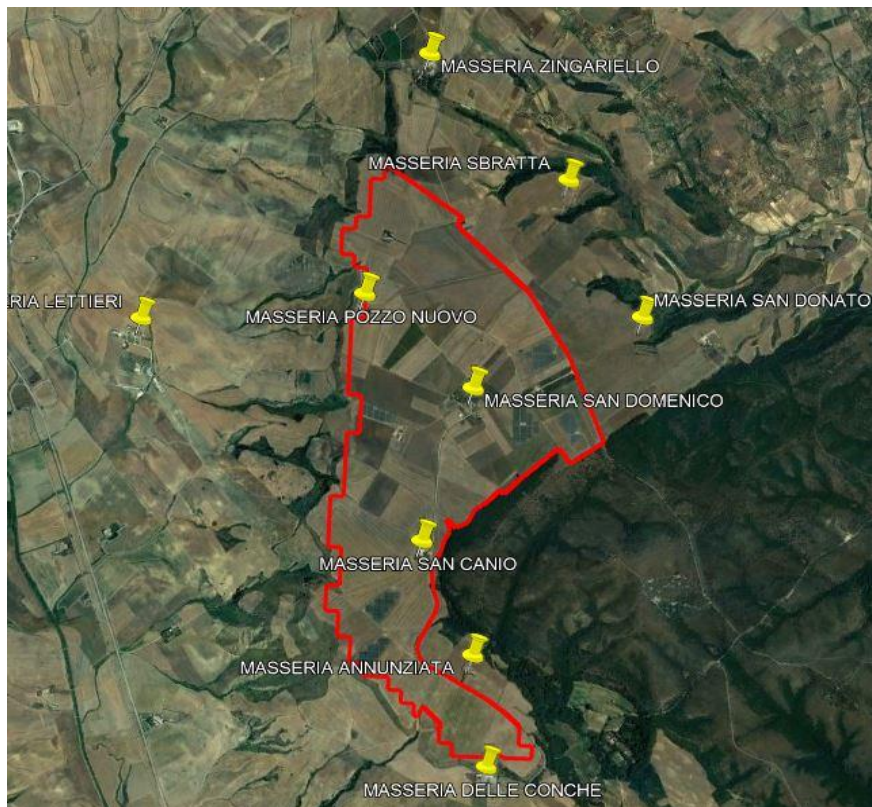 MASSERIA ZINGARIELLO
MASSERIA SBRATTA
ERIA LETTIERI
MASSERIA SAN DONATO
MASSERIA POZZO NUOVO
MASSERIA SAN DOMENICO
MASSERIA SAN CANIO
MASSERIA ANNUNZIATA
MASSERIA DELLE CONCHE